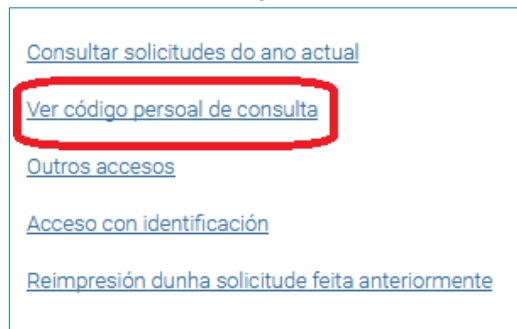 Consultar solicitudes do ano actual
Ver código persoal de consulta
Outros accesos
Acceso con identificación
Reimpresión dunha solicitude feita anteriormente